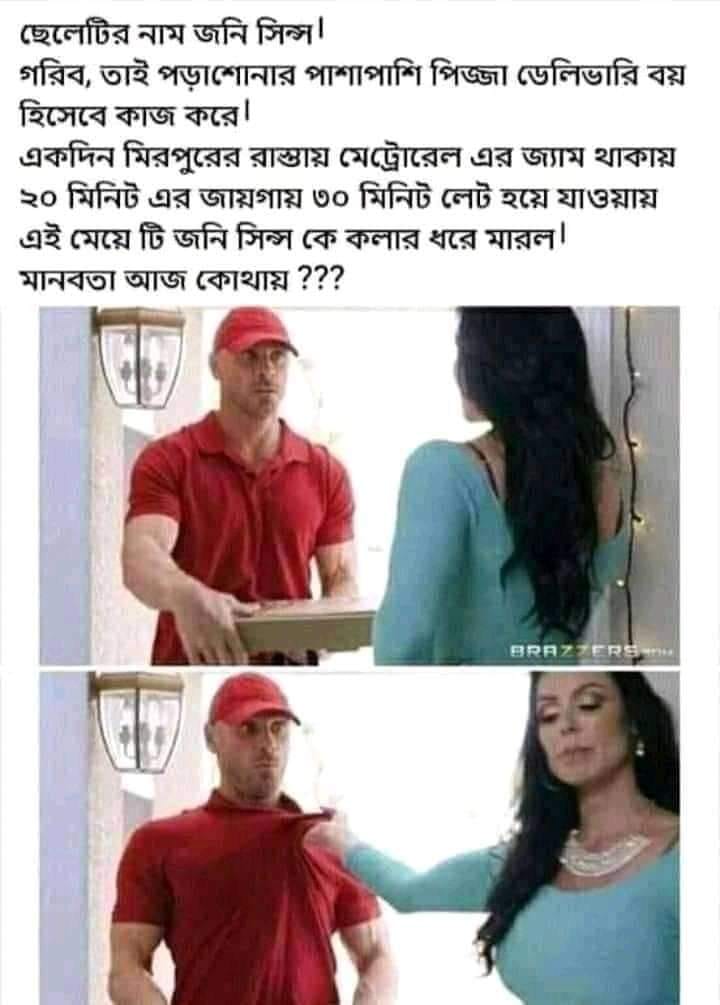 ছেলেটির নাম জনি সিন্স।
গরিব, তাই পড়াশোনার পাশাপাশি পিজ্জা ডেলিভারি বয়
হিসেবে কাজ করে।
একদিন মিরপুরের রাস্তায় মেট্রোরেল এর জ্যাম থাকায়
২০ মিনিট এর জায়গায় ৩০ মিনিট লেট হয়ে যাওয়ায়
এই মেয়ে টি জনি সিন্স কে কলার ধরে মারল।
মানবতা আজ কোথায় ???
BRAZZERS